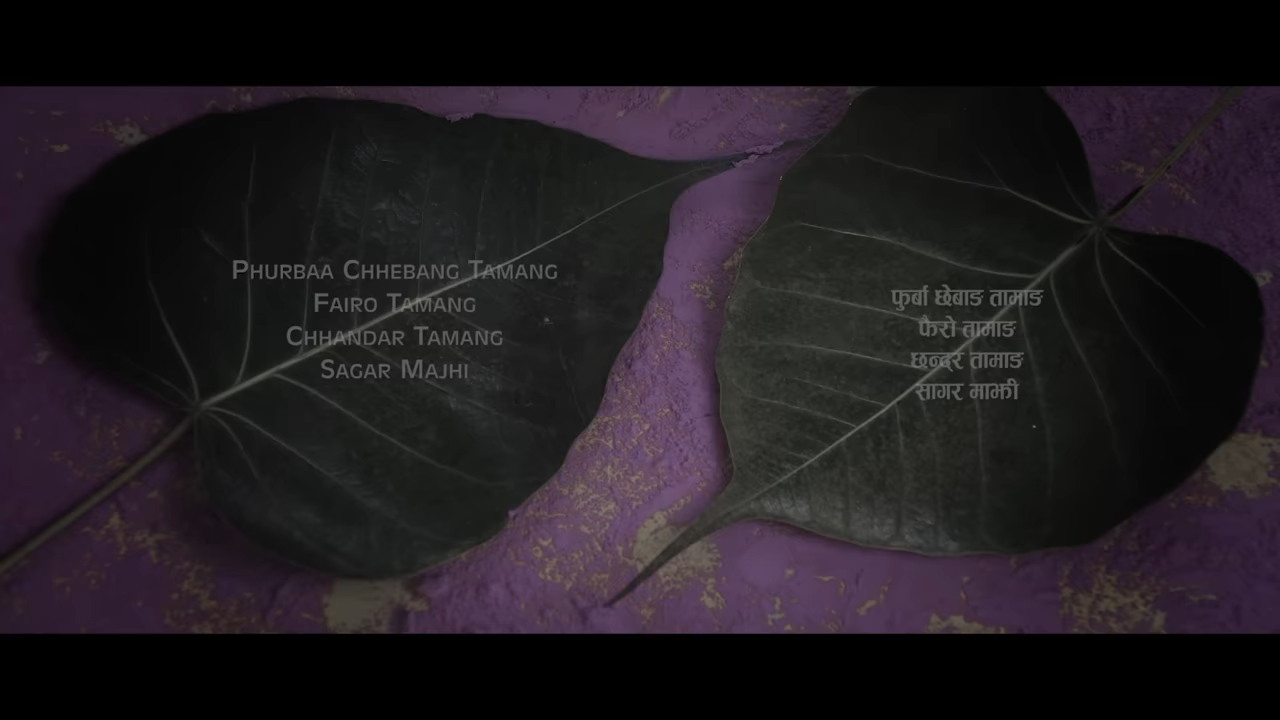 Phurbaa Chhebang Tamang
Fairo Tamang
Chhandar Tamang
Sagar Majhi
फुर्बा छेबाङ तामाङ
फैरो तामाङ
छन्दर तामाङ
सागर माझी